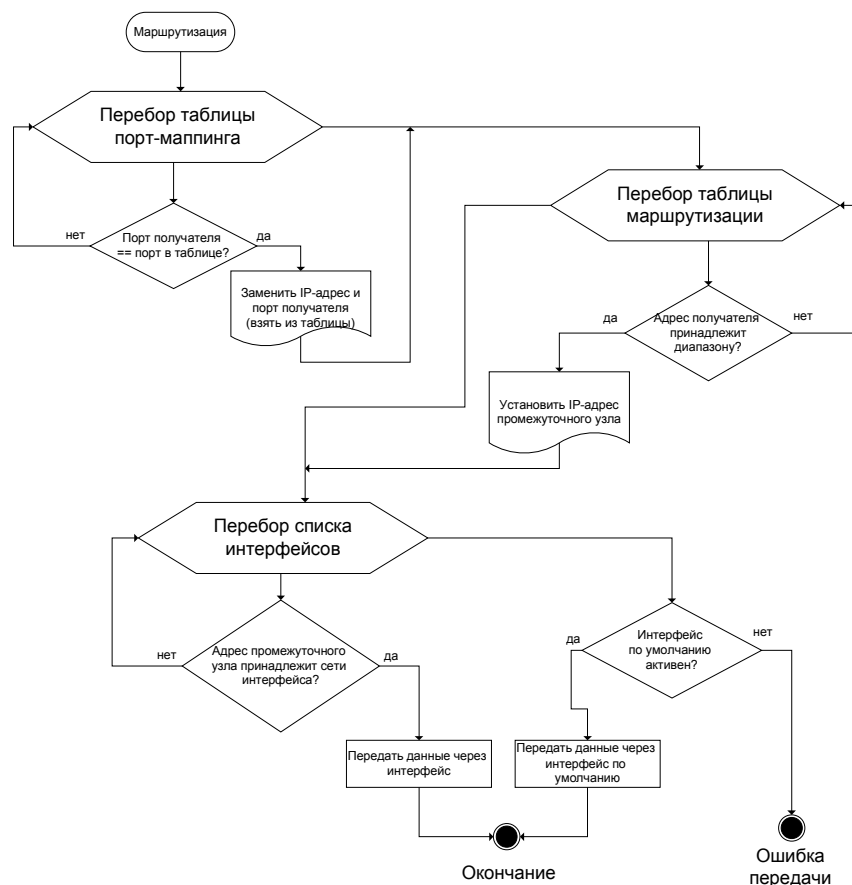 Маршрутизация
Перебор таблицы
порт-маппинга
Порт получателя
== порт в таблице?
нет
да
Заменить IP-адрес и
порт получателя
(взять из таблицы)
Перебор таблицы
маршрутизации
Адрес получателя
принадлежит
диапазону?
да
нет
Установить IP-адрес
промежуточного узла
Перебор списка
интерфейсов
Адрес промежуточного
узла принадлежит сети
интерфейса?
нет
да
Интерфейс
по умолчанию
активен?
да
нет
Передать данные через
интерфейс
Передать данные через
интерфейс по
умолчанию
Окончание
Ошибка
передачи